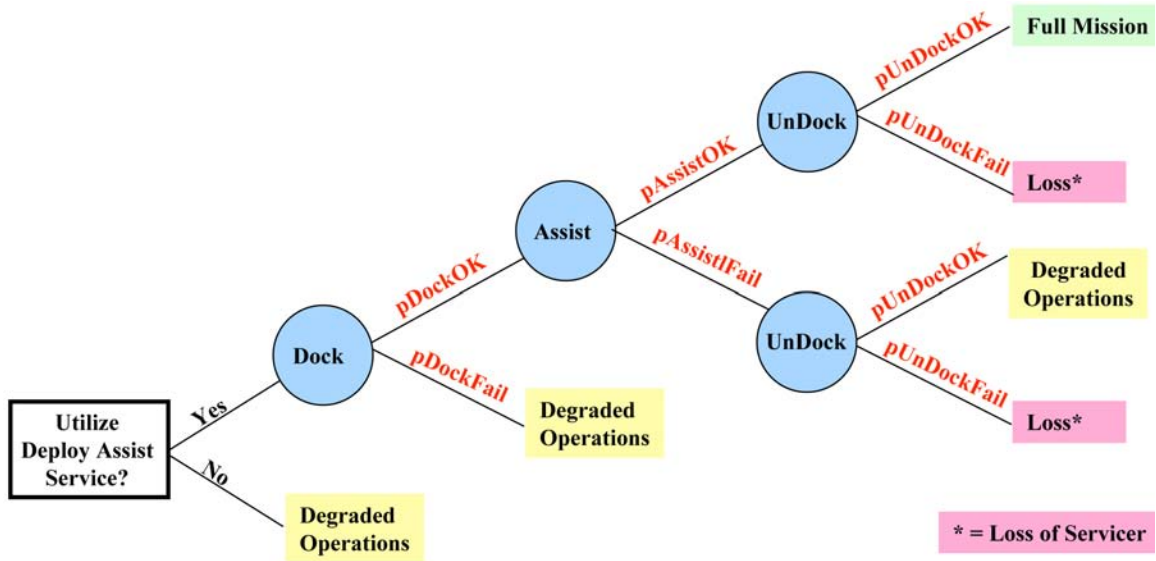 pUnDockOK
Full Mission
UnDock
pUnDockFail
pAssistOK
Loss*
Assist
pAssistlFail
pDockOK
pUnDockOK
Degraded
Operations
UnDock
Dock
pDockFail
pUnDockFail
Yes
Degraded
Operations
Loss*
Utilize
Deploy Assist
Service?
No
Degraded
Operations
* = Loss of Servicer